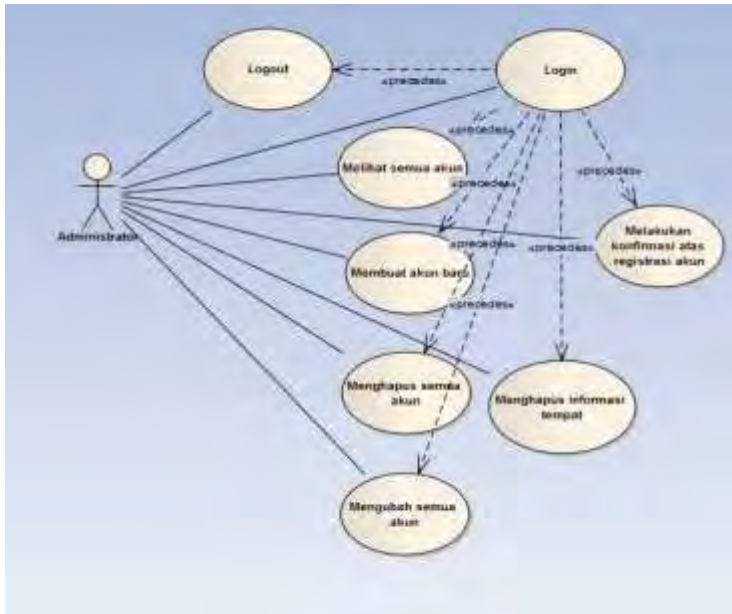 Logout
Login
«precedes»
«precedes»
Melihat semua akun
«precedes»
«precedes»
Administrator
Melakukan
konfirmasi atas
registrasi akun
«precedes»
«precedes»
Membuat akun baru
«precedes»
Menghapus semua
akun
Menghapus informasi
tempat
Mengubah semua
akun